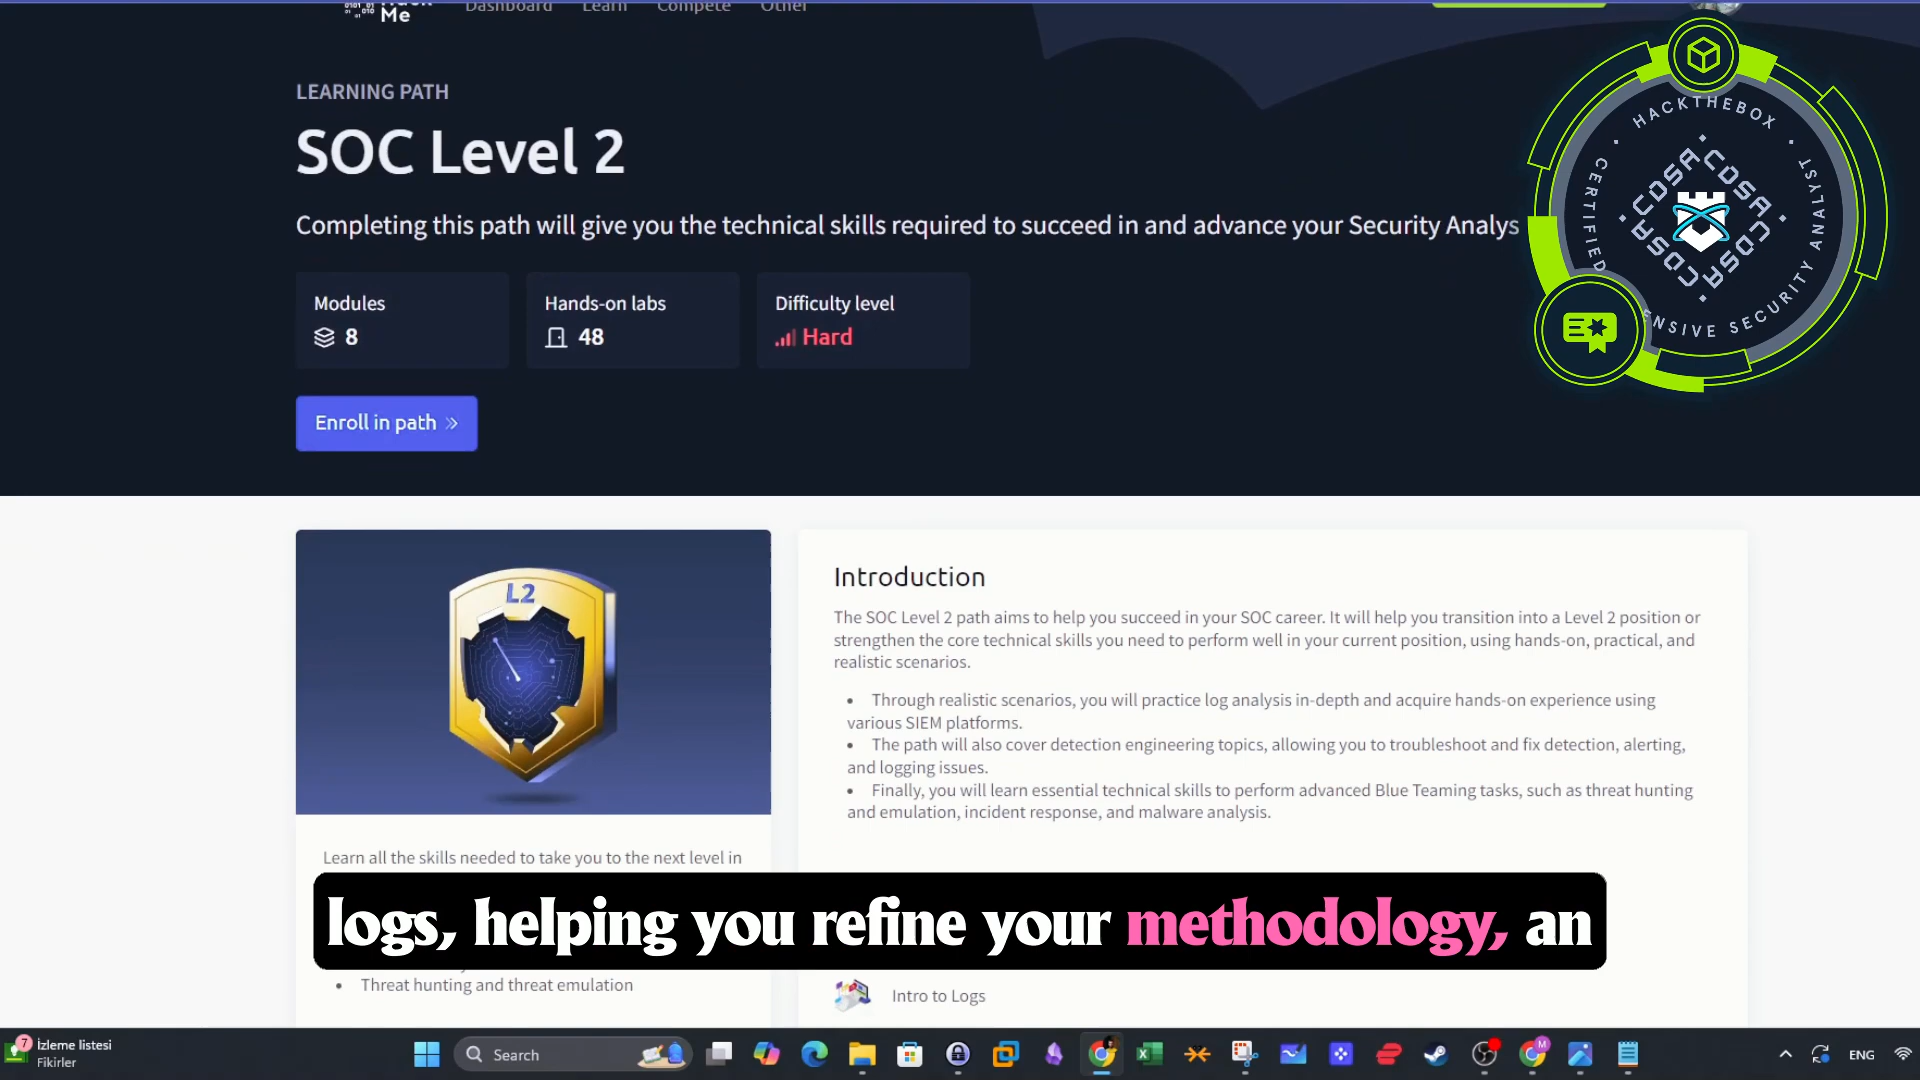 Hack
Me
Dashboard
Learn
Compete
Other
LEARNING PATH
SOC Level 2
Completing this path will give you the technical skills required to succeed in and advance your Security Analys
Modules
8
Hands-on labs
48
Difficulty level
Hard
Enroll in path
HACKTHEBOX
CERTIFIED
ENSIVE SECURITY ANALYST
CDSA CDSA
CDSA CDSA
L2
Learn all the skills needed to take you to the next level in
Threat hunting and threat emulation
Introduction
The SOC Level 2 path aims to help you succeed in your SOC career. It will help you transition into a Level 2 position or
strengthen the core technical skills you need to perform well in your current position, using hands-on, practical, and
realistic scenarios.
• Through realistic scenarios, you will practice log analysis in-depth and acquire hands-on experience using
various SIEM platforms.
• The path will also cover detection engineering topics, allowing you to troubleshoot and fix detection, alerting,
and logging issues.
• Finally, you will learn essential technical skills to perform advanced Blue Teaming tasks, such as threat hunting
and emulation, incident response, and malware analysis.
logs, helping you refine your methodology, an
Intro to Logs
7
İzleme listesi
Fikirler
Search
M
ENG